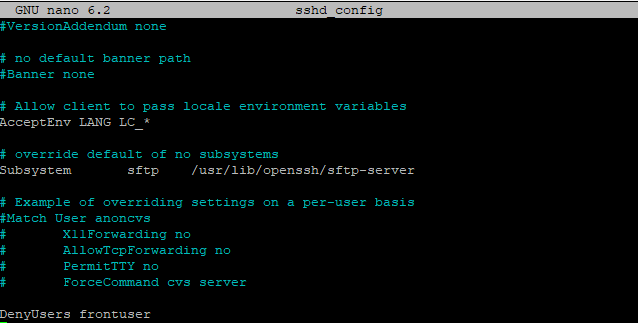 GNU nano 6.2 sshd_config
#VersionAddendum none
# no default banner path
#Banner none
# Allow client to pass locale environment variables
AcceptEnv LANG LC_*
# override default of no subsystems
Subsystem sftp /usr/lib/openssh/sftp-server
# Example of overriding settings on a per-user basis
#Match User anoncvs
# X11Forwarding no
# AllowTcpForwarding no
# PermitTTY no
# ForceCommand cvs server
DenyUsers frontuser